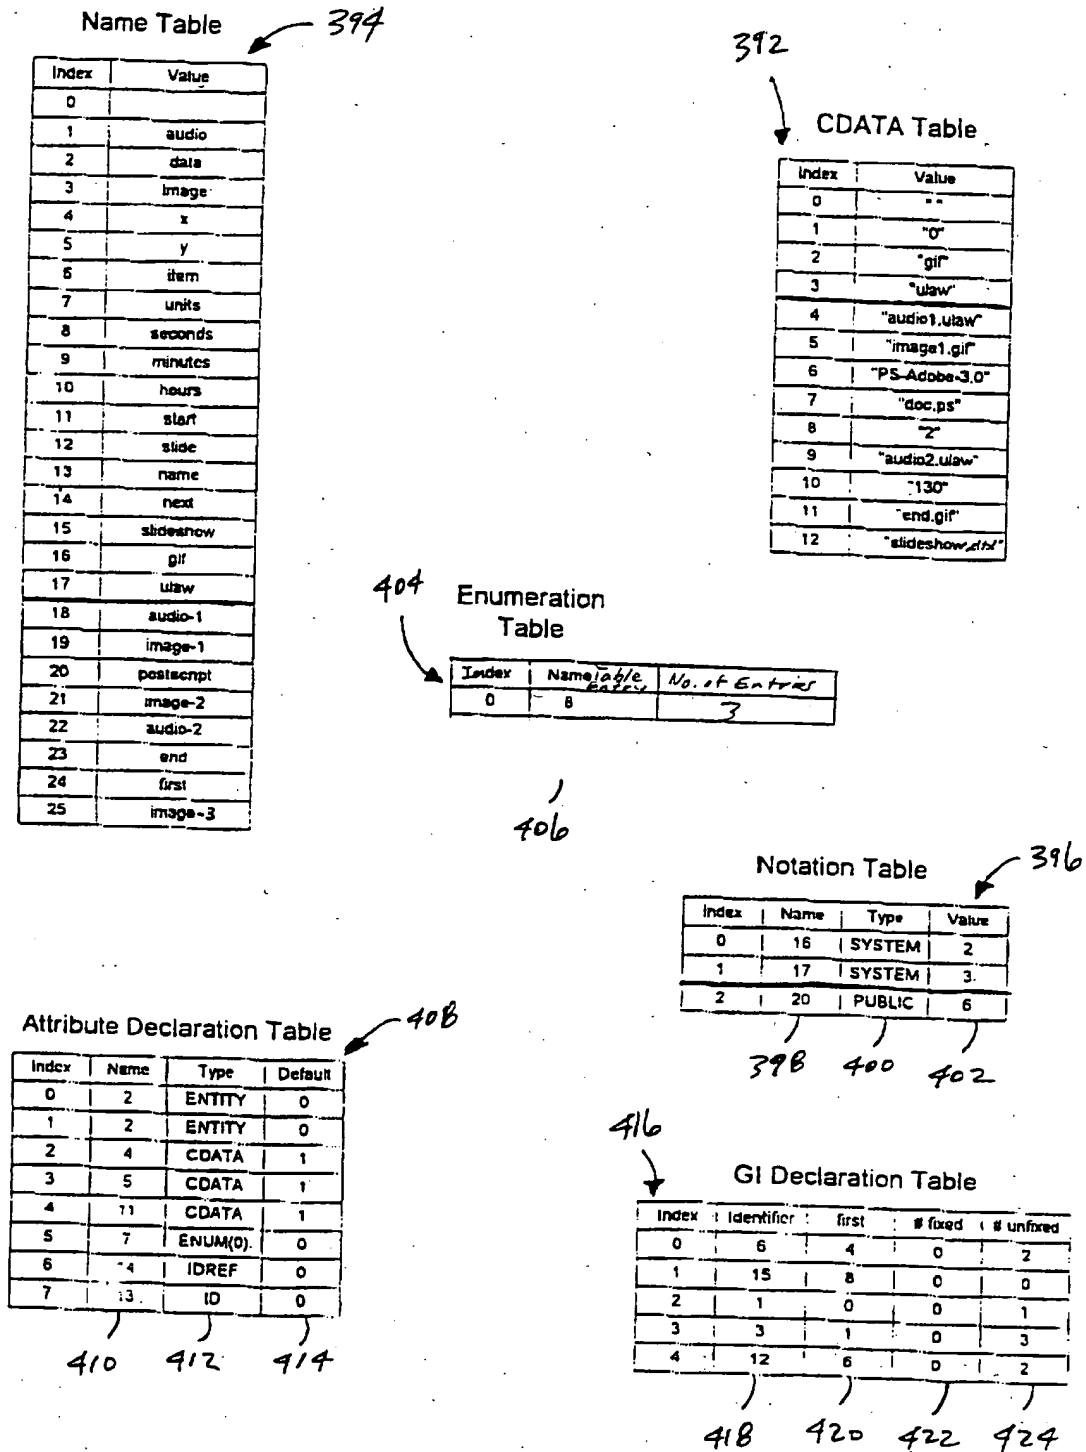 Name Table
394
Index Value
0
1 audio
2 data
3 image
4 x
5 y
6 item
7 units
8 seconds
9 minutes
10 hours
11 start
12 slide
13 name
14 next
15 slideshow
16 gif
17 ulaw
18 audio-1
19 image-1
20 postscript
21 image-2
22 audio-2
23 end
24 first
25 image-3
392
CDATA Table
Index Value
0 " "
1 "0"
2 "gif"
3 "ulaw"
4 "audio1.ulaw"
5 "image1.gif"
6 "PS-Adobe-3.0"
7 "doc.ps"
8 "2"
9 "audio2.ulaw"
10 "130"
11 "end.gif"
12 "slideshow.dtd"
404
Enumeration
Table
Index Name Table Entry No. of Entries
0 8 3
406
Notation Table
396
Index Name Type Value
0 16 SYSTEM 2
1 17 SYSTEM 3
2 20 PUBLIC 6
398 400 402
Attribute Declaration Table
408
Index Name Type Default
0 2 ENTITY 0
1 2 ENTITY 0
2 4 CDATA 1
3 5 CDATA 1
4 11 CDATA 1
5 7 ENUM(0). 0
6 14 IDREF 0
7 13 ID 0
410 412 414
416
GI Declaration Table
Index Identifier first # fixed # unfixed
0 6 4 0 2
1 15 8 0 0
2 1 0 0 1
3 3 1 0 3
4 12 6 0 2
418 420 422 424